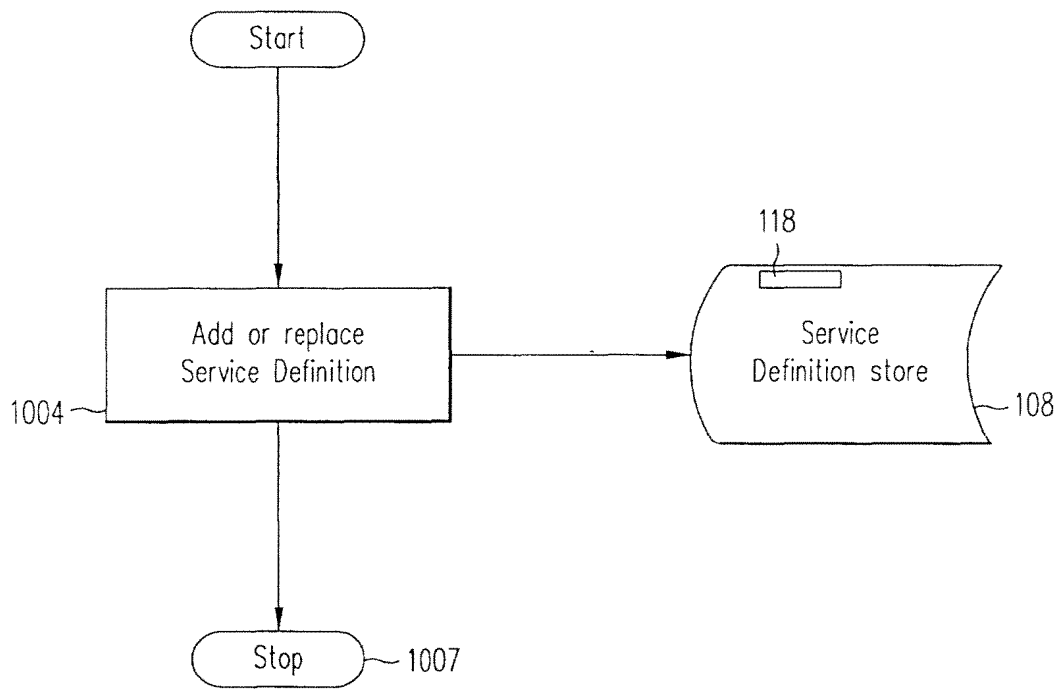 Start
118
Add or replace
Service Definition
Service
Definition store
1004
108
Stop
1007